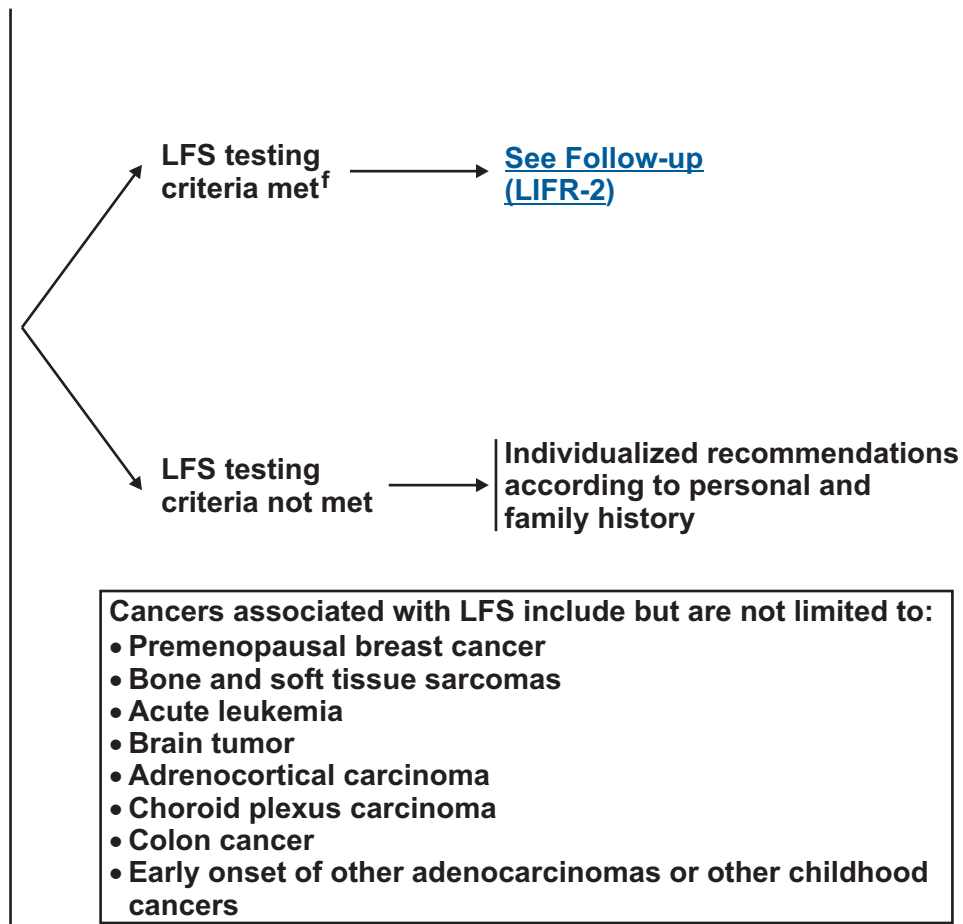 LFS testing
criteria metf
See Follow-up
(LIFR-2)
LFS testing
criteria not met
Individualized recommendations
according to personal and
family history
Cancers associated with LFS include but are not limited to:
• Premenopausal breast cancer
• Bone and soft tissue sarcomas
• Acute leukemia
• Brain tumor
• Adrenocortical carcinoma
• Choroid plexus carcinoma
• Colon cancer
• Early onset of other adenocarcinomas or other childhood
cancers